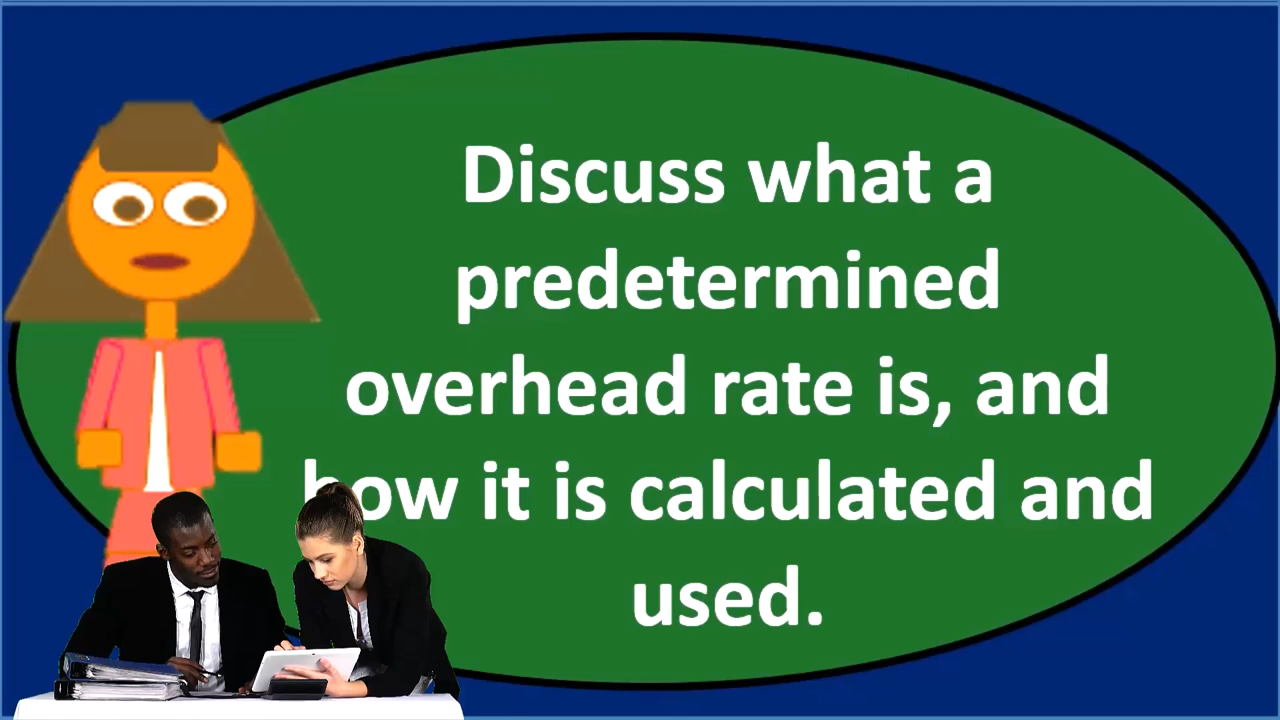 Discuss what a
predetermined
overhead rate is, and
how it is calculated and
used.